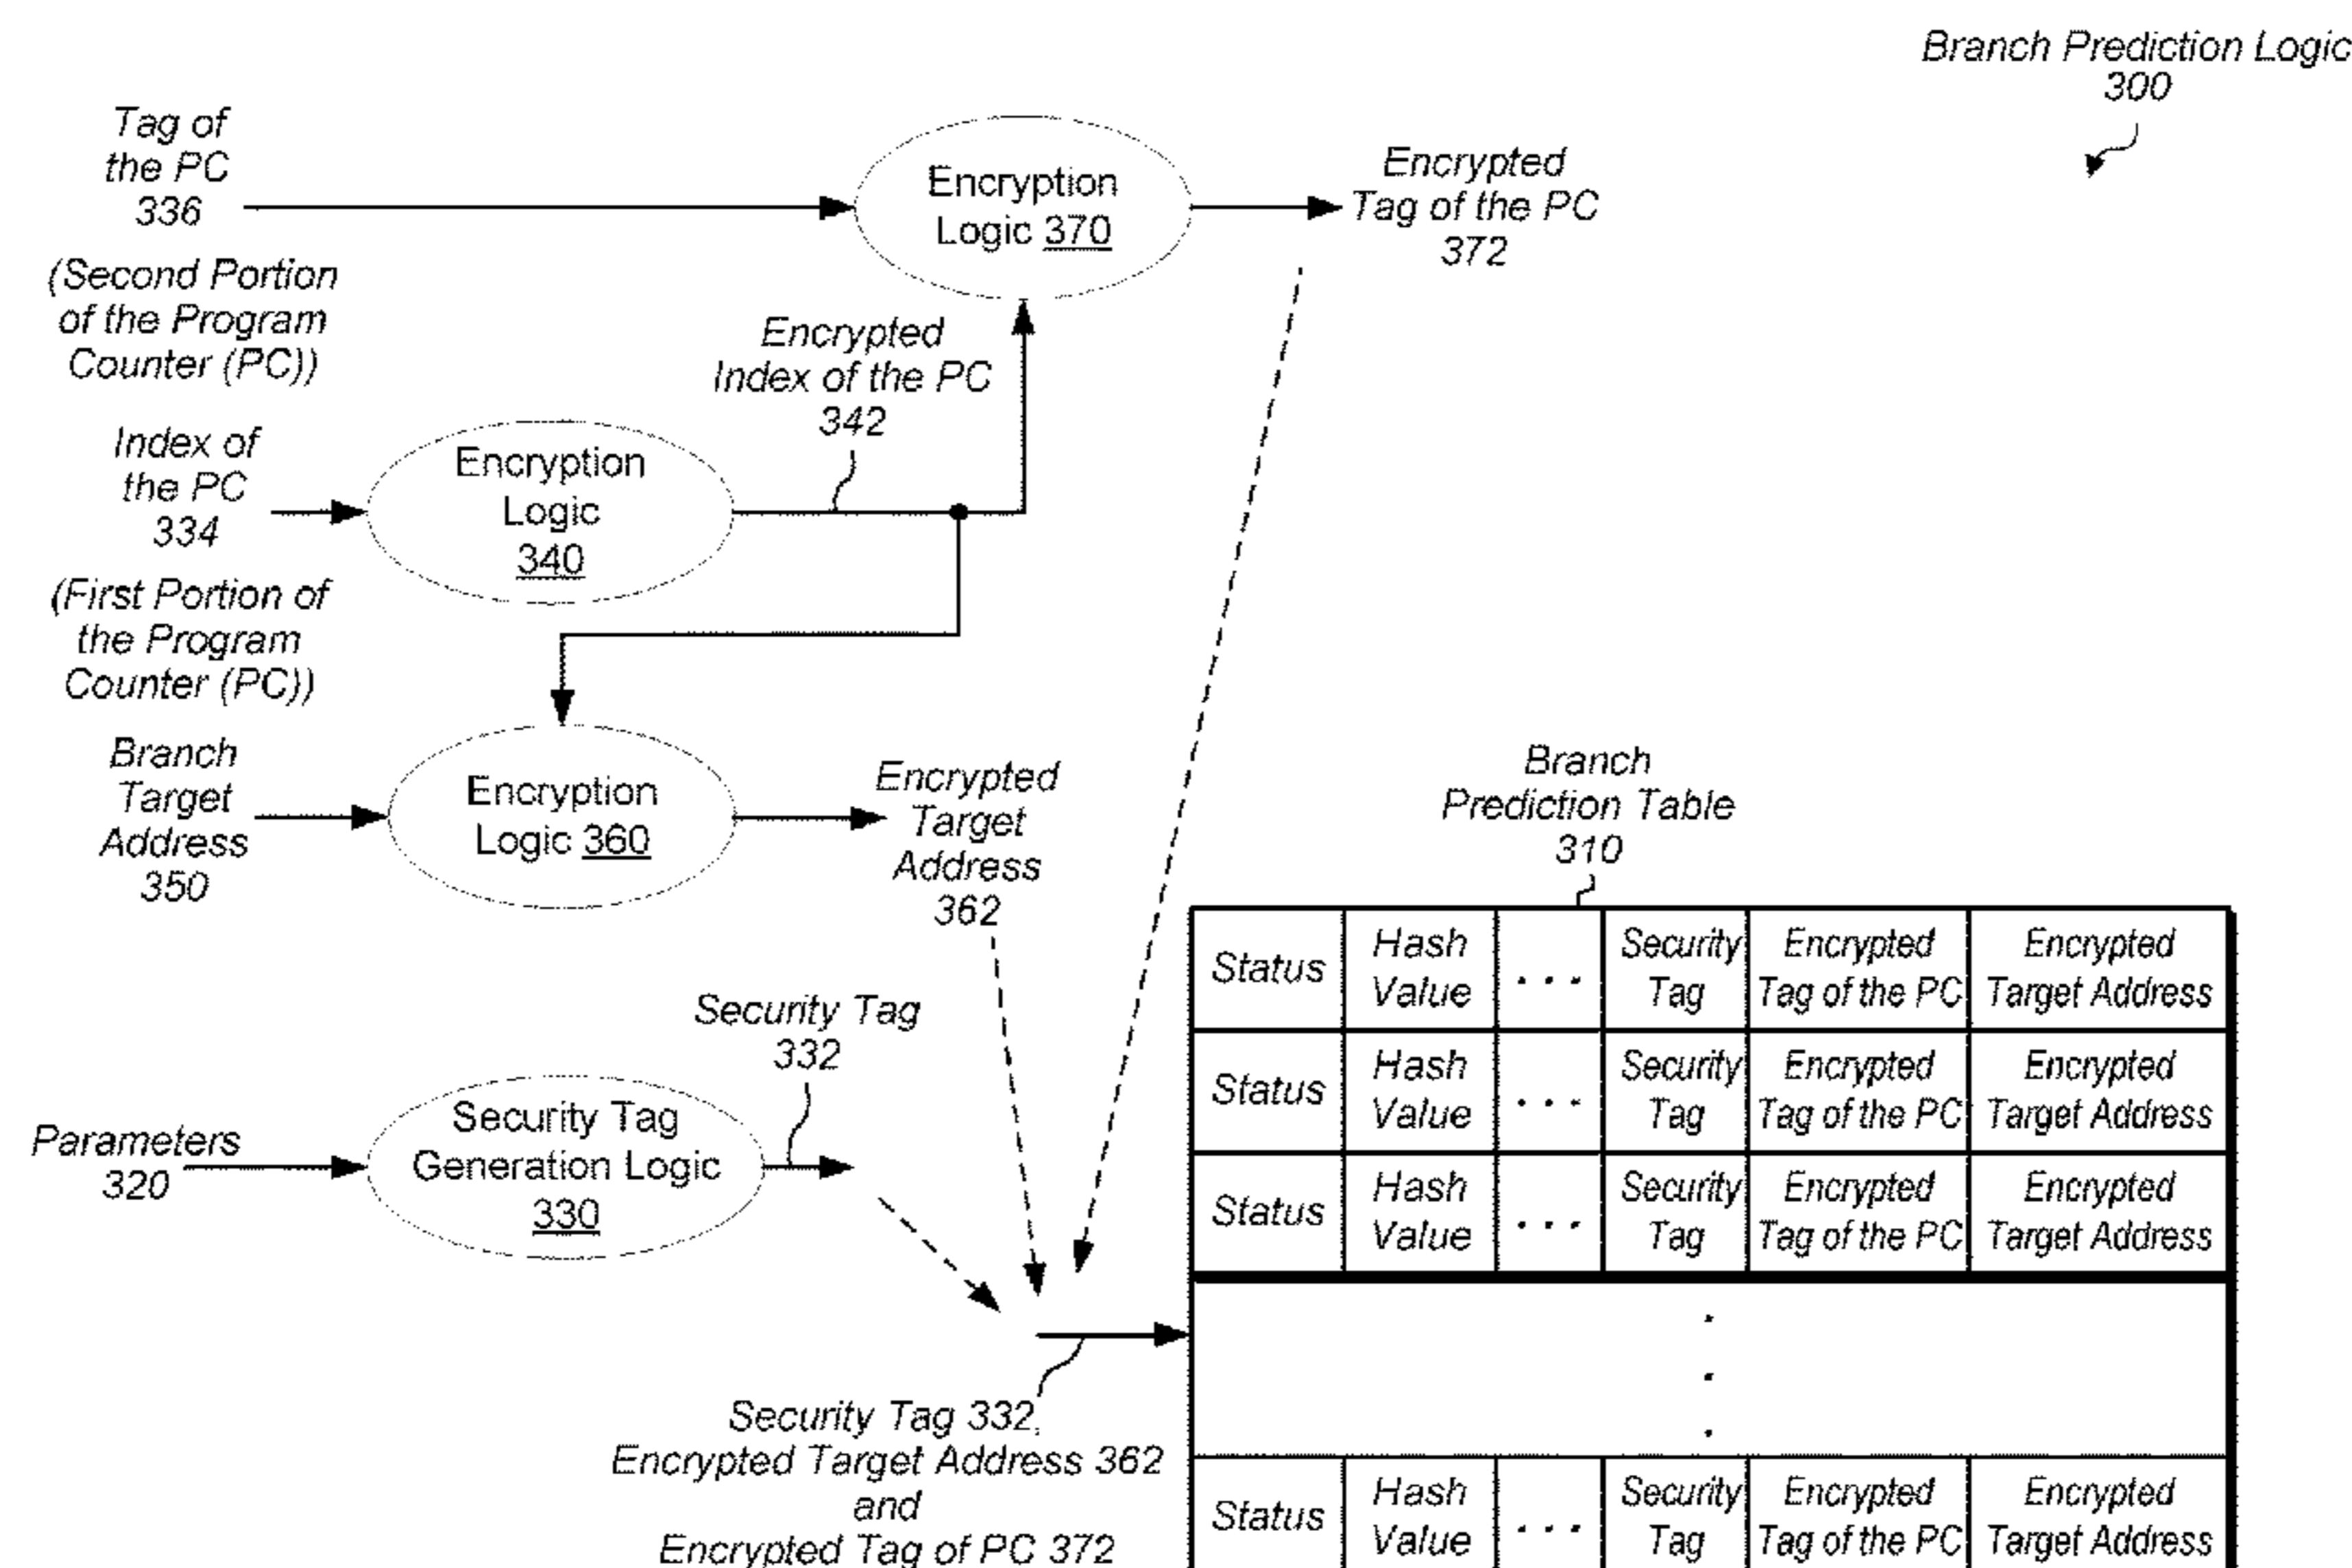 Branch Prediction Logic
300
Tag of
the PC
336
(Second Portion
of the Program
Counter (PC))
Encryption
Logic 370
Encrypted
Tag of the PC
372
Encrypted
Index of the PC
342
Index of
the PC
334
(First Portion of
the Program
Counter (PC))
Encryption
Logic
340
Branch
Target
Address
350
Encryption
Logic 360
Encrypted
Target
Address
362
Security Tag
332
Parameters
320
Security Tag
Generation Logic
330
Security Tag 332,
Encrypted Target Address 362
and
Encrypted Tag of PC 372
Branch
Prediction Table
310
Status
Hash
Value
. . .
Security
Tag
Encrypted
Tag of the PC
Encrypted
Target Address
Status
Hash
Value
. . .
Security
Tag
Encrypted
Tag of the PC
Encrypted
Target Address
Status
Hash
Value
. . .
Security
Tag
Encrypted
Tag of the PC
Encrypted
Target Address
.
.
.
Status
Hash
Value
. . .
Security
Tag
Encrypted
Tag of the PC
Encrypted
Target Address